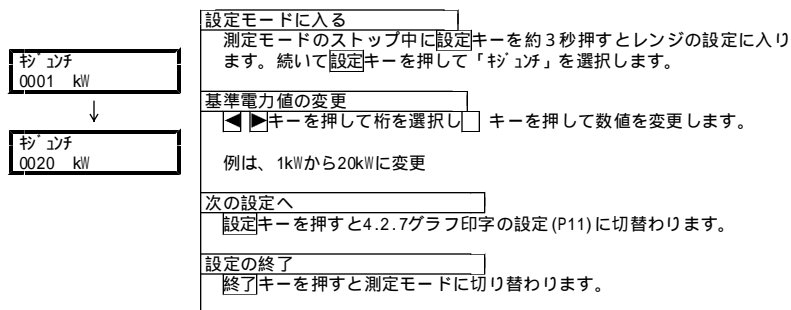 設定モードに入る
測定モードのストップ中に設定キーを約3秒押すとレンジの設定に入り
ます。続いて設定キーを押して「ｷｼﾞｭﾝﾁ」を選択します。
ｷｼﾞｭﾝﾁ
0001 kW
↓
ｷｼﾞｭﾝﾁ
0020 kW
基準電力値の変更
◀ ▶キーを押して桁を選択し キーを押して数値を変更します。
例は、1kWから20kWに変更
次の設定へ
設定キーを押すと4.2.7グラフ印字の設定(P11)に切替わります。
設定の終了
終了キーを押すと測定モードに切り替わります。